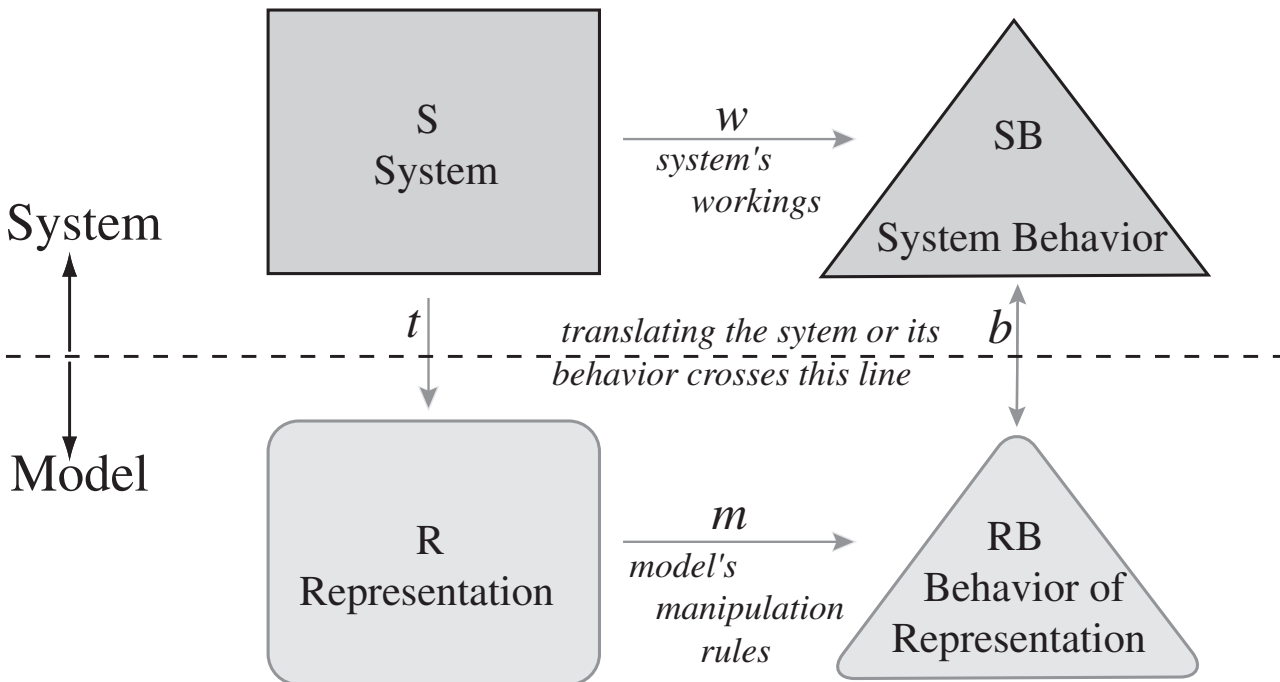 S
System
w
system's
workings
SB
System Behavior
System
t
translating the sytem or its
behavior crosses this line
b
Model
R
Representation
m
model's
manipulation
rules
RB
Behavior of
Representation